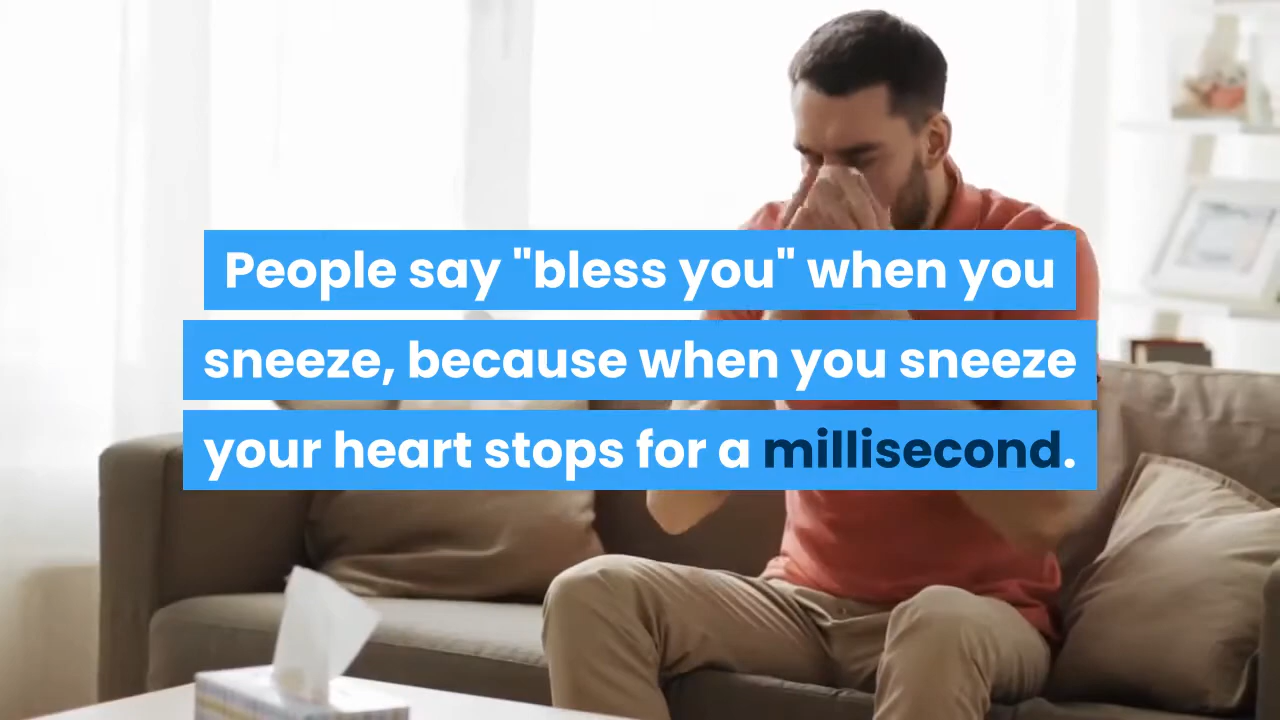 People say "bless you" when you
sneeze, because when you sneeze
your heart stops for a millisecond.